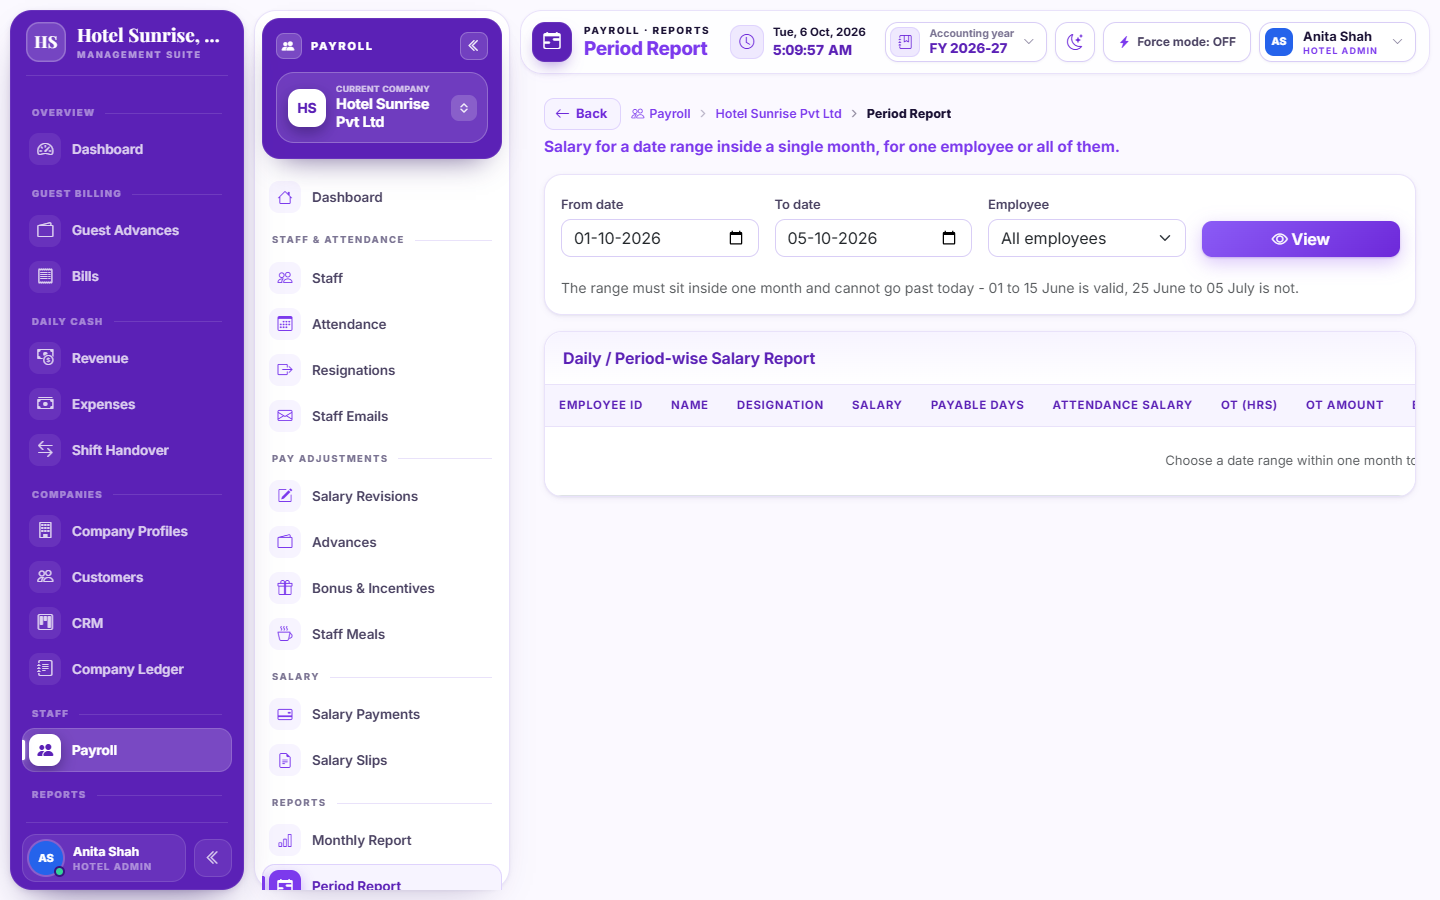 HS
Hotel Sunrise, ...
MANAGEMENT SUITE
OVERVIEW
Dashboard
GUEST BILLING
Guest Advances
Bills
DAILY CASH
Revenue
Expenses
Shift Handover
COMPANIES
Company Profiles
Customers
CRM
Company Ledger
STAFF
Payroll
REPORTS
AS
Anita Shah
HOTEL ADMIN
PAYROLL
HS
CURRENT COMPANY
Hotel Sunrise
Pvt Ltd
Dashboard
STAFF & ATTENDANCE
Staff
Attendance
Resignations
Staff Emails
PAY ADJUSTMENTS
Salary Revisions
Advances
Bonus & Incentives
Staff Meals
SALARY
Salary Payments
Salary Slips
REPORTS
Monthly Report
Period Report
PAYROLL · REPORTS
Period Report
Tue, 6 Oct, 2026
5:09:57 AM
Accounting year
FY 2026-27
Force mode: OFF
AS
Anita Shah
HOTEL ADMIN
Back
Payroll > Hotel Sunrise Pvt Ltd > Period Report
Salary for a date range inside a single month, for one employee or all of them.
From date To date Employee
01-10-2026 05-10-2026 All employees View
The range must sit inside one month and cannot go past today - 01 to 15 June is valid, 25 June to 05 July is not.
Daily / Period-wise Salary Report
EMPLOYEE ID NAME DESIGNATION SALARY PAYABLE DAYS ATTENDANCE SALARY OT (HRS) OT AMOUNT
Choose a date range within one month